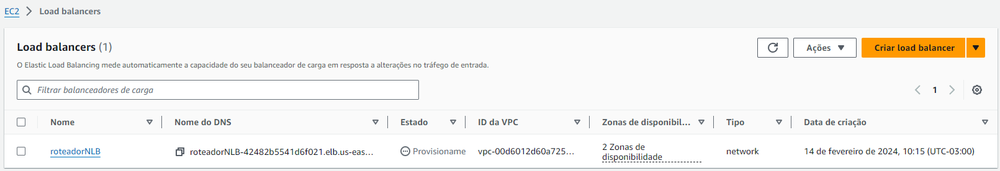 EC2 > Load balancers
Load balancers (1)
Ações
Criar load balancer
O Elastic Load Balancing mede automaticamente a capacidade do seu balanceador de carga em resposta a alterações no tráfego de entrada.
Filtrar balanceadores de carga
1
Nome
Nome do DNS
Estado
ID da VPC
Zonas de disponibil...
Tipo
Data de criação
roteadorNLB
roteadorNLB-42482b5541d6f021.elb.us-eas...
Provisioname
vpc-00d6012d60a725...
2 Zonas de
disponibilidade
network
14 de fevereiro de 2024, 10:15 (UTC-03:00)